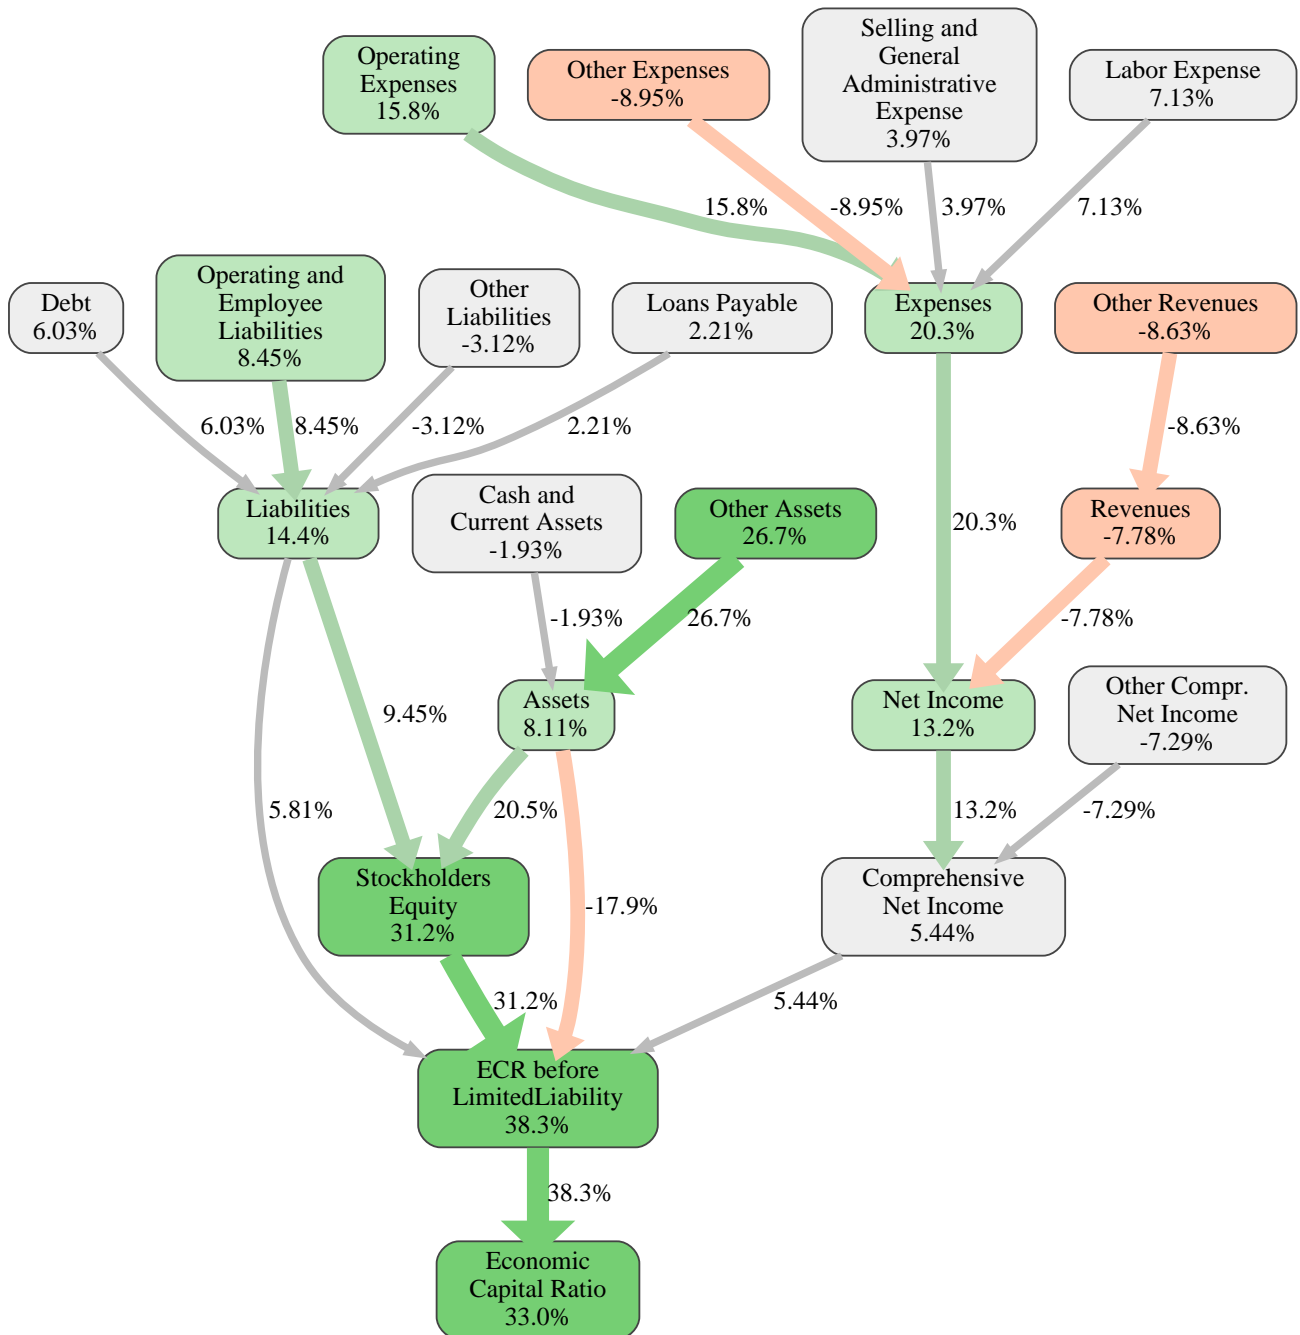 Operating
Expenses
15.8%
Other Expenses
-8.95%
Selling and
General
Administrative
Expense
3.97%
Labor Expense
7.13%
15.8%
-8.95%
3.97%
7.13%
Debt
6.03%
Operating and
Employee
Liabilities
8.45%
Other
Liabilities
-3.12%
Loans Payable
2.21%
Expenses
20.3%
Other Revenues
-8.63%
6.03%
8.45%
-3.12%
2.21%
-8.63%
Liabilities
14.4%
Cash and
Current Assets
-1.93%
Other Assets
26.7%
20.3%
Revenues
-7.78%
-1.93%
26.7%
-7.78%
9.45%
Assets
8.11%
Net Income
13.2%
Other Compr.
Net Income
-7.29%
5.81%
20.5%
13.2%
-7.29%
Stockholders
Equity
31.2%
-17.9%
Comprehensive
Net Income
5.44%
31.2%
5.44%
ECR before
LimitedLiability
38.3%
38.3%
Economic
Capital Ratio
33.0%